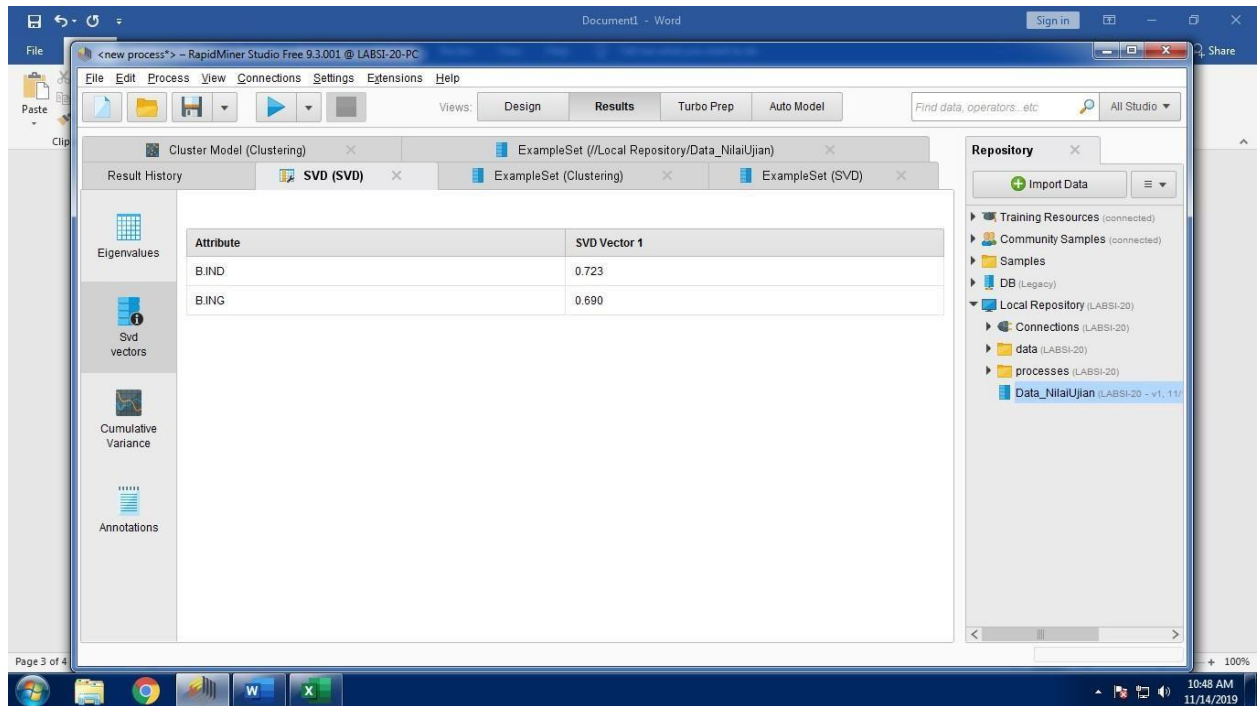 Document1 - Word
Sign in
File
Share
<new process*> – RapidMiner Studio Free 9.3.001 @ LABSI-20-PC
File Edit Process View Connections Settings Extensions Help
Paste
Views: Design Results Turbo Prep Auto Model
Find data, operators...etc
All Studio
Clip
Cluster Model (Clustering)
ExampleSet (//Local Repository/Data_NilaiUjian)
Result History
SVD (SVD)
ExampleSet (Clustering)
ExampleSet (SVD)
Repository
Import Data
Eigenvalues
Svd
vectors
Cumulative
Variance
Annotations
Attribute SVD Vector 1
B.IND 0.723
B.ING 0.690
Training Resources (connected)
Community Samples (connected)
Samples
DB (Legacy)
Local Repository (LABSI-20)
Connections (LABSI-20)
data (LABSI-20)
processes (LABSI-20)
Data_NilaiUjian (LABSI-20 - v1, 11/
Page 3 of 4
100%
10:48 AM
11/14/2019